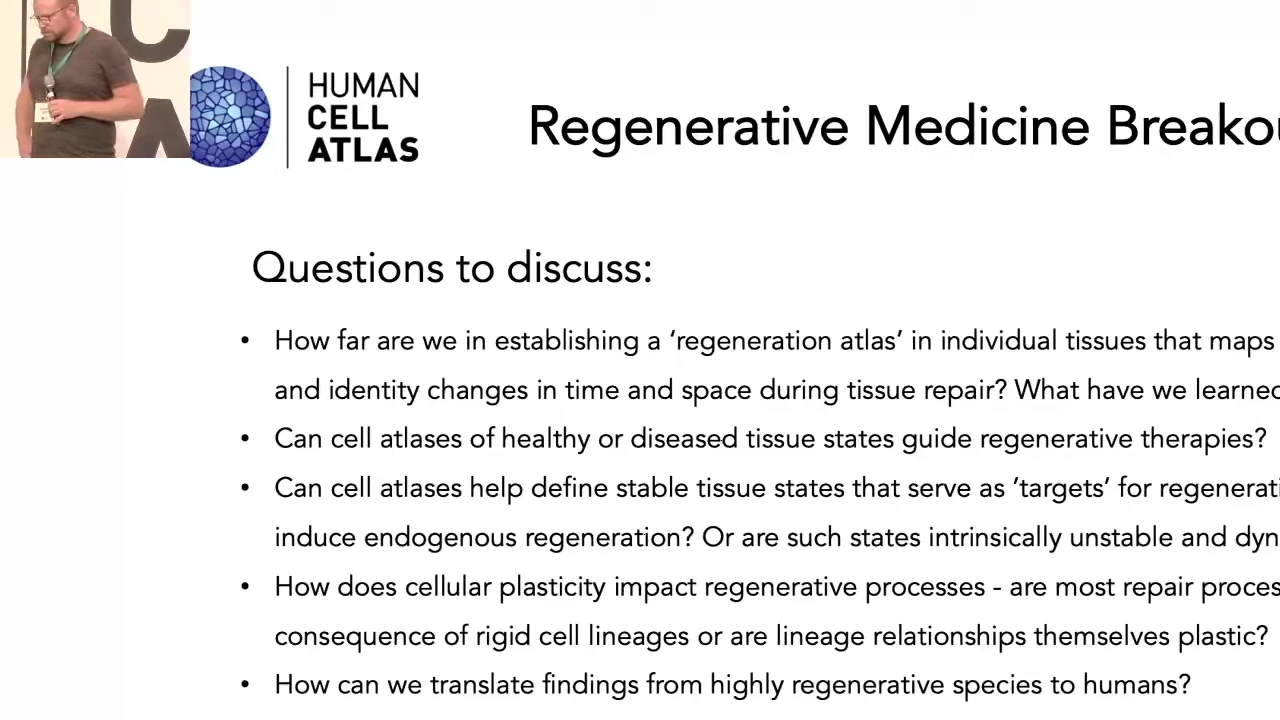 HUMAN
CELL
ATLAS
Regenerative Medicine
Questions to discuss:
• How far are we in establishing a ‘regeneration atlas’ in individual tissues that maps
and identity changes in time and space during tissue repair? What have we learned
• Can cell atlases of healthy or diseased tissue states guide regenerative therapies?
• Can cell atlases help define stable tissue states that serve as ’targets’ for
induce endogenous regeneration? Or are such states intrinsically unstable and
• How does cellular plasticity impact regenerative processes - are most repair
consequence of rigid cell lineages or are lineage relationships themselves plastic?
• How can we translate findings from highly regenerative species to humans?